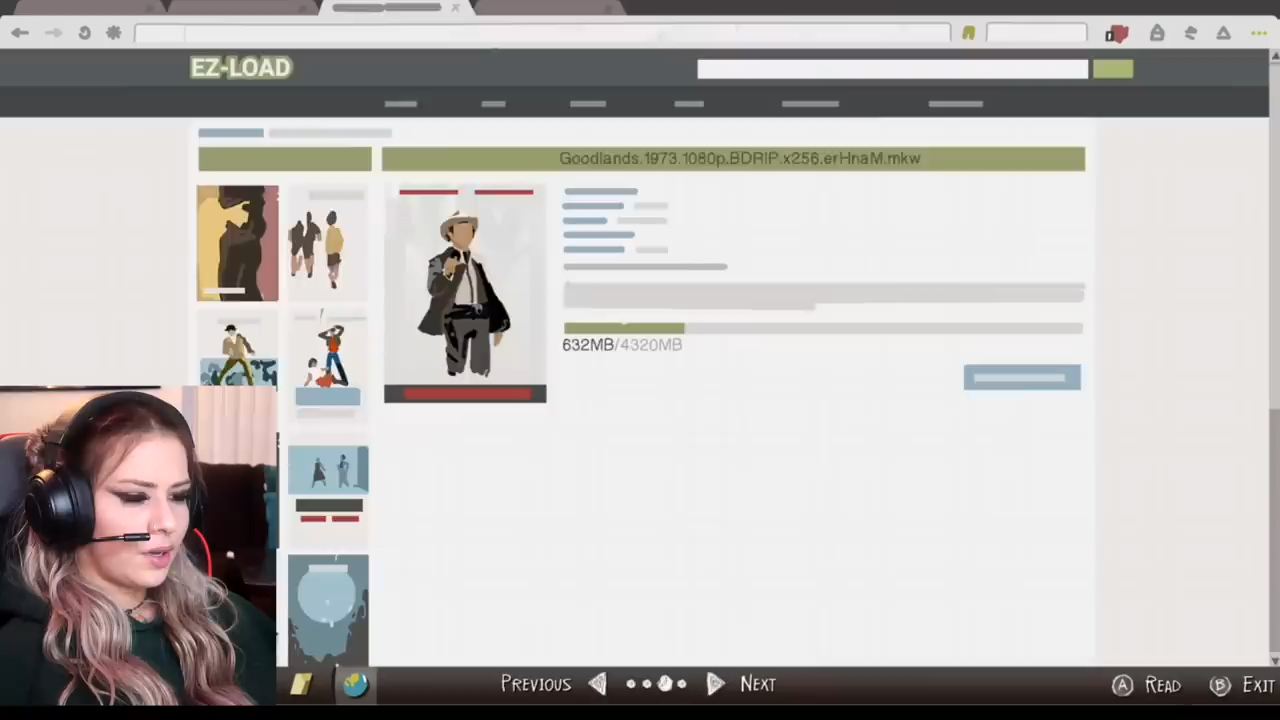 EZ-LOAD
Goodlands.1973.1080p.BDRIP.x256.erHnaM.mkw
632MB/4320MB
PREVIOUS NEXT A READ B EXIT